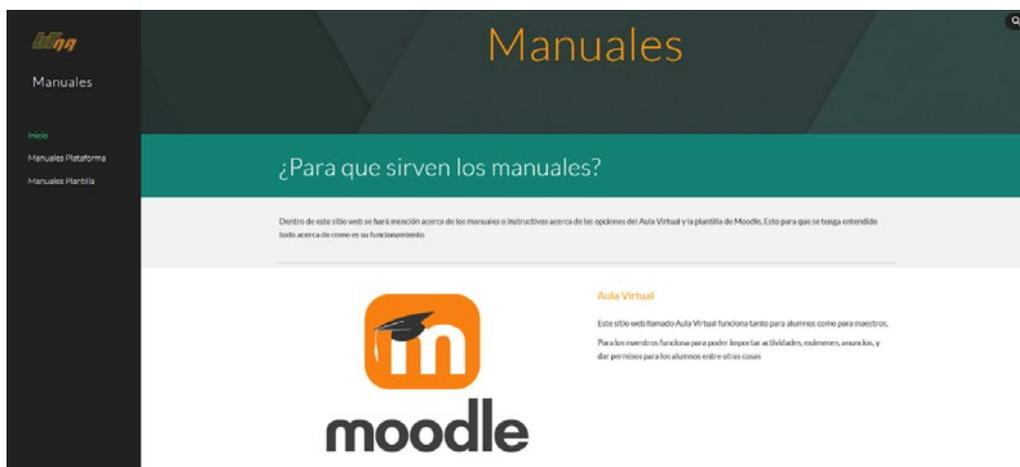 Manuales
Inicio
Manuales Plataforma
Manuales Plantilla
Manuales
¿Para que sirven los manuales?
Dentro de este sitio web se hará mención acerca de los manuales o instructivos acerca de las opciones del Aula Virtual y la plantilla de Moodle, Esto para que se tenga entendido
todo acerca de como es su funcionamiento
moodle
Aula Virtual
Este sitio web llamado Aula Virtual funciona tanto para alumnos como para maestros.
Para los maestros funciona para poder importar actividades, exámenes, anuncios, y
dar permisos para los alumnos entre otras cosas